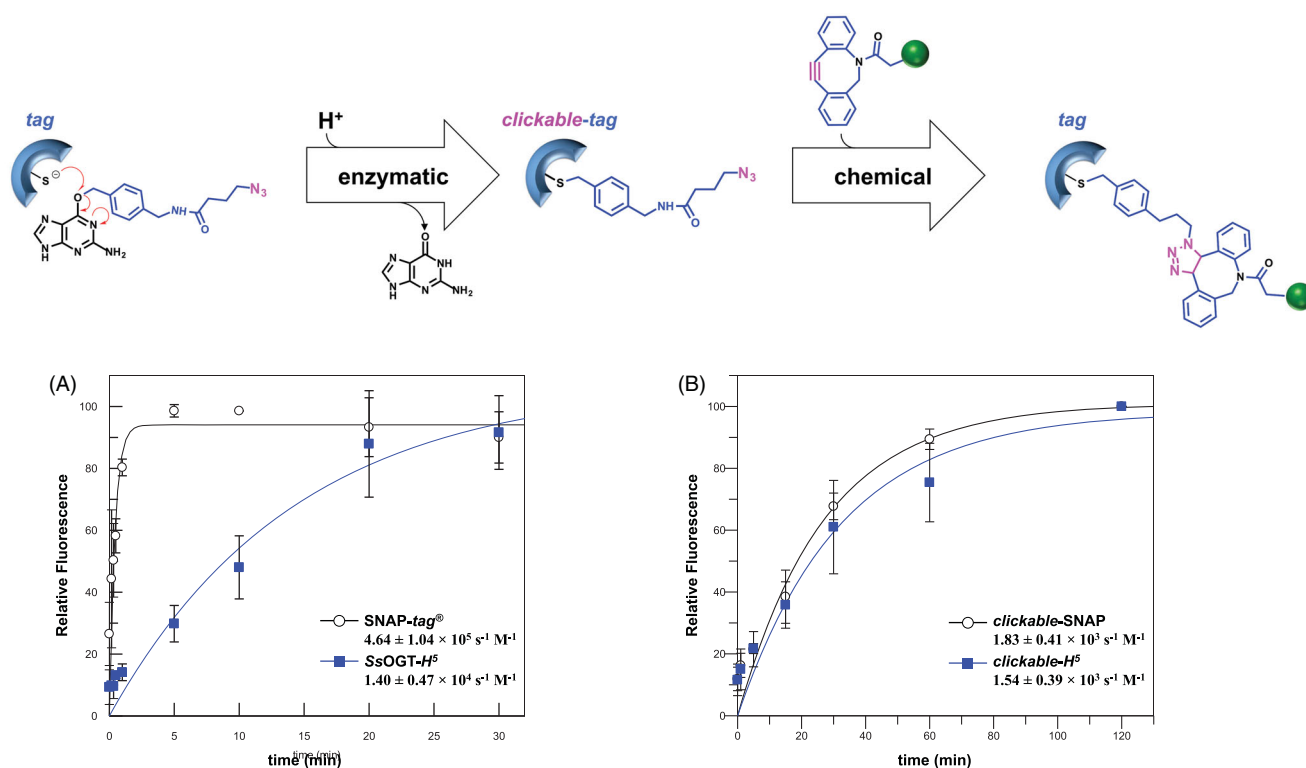 tag
S ⊖
O
N
N
N
H
N
NH₂
NH
O
N₃
H⁺
enzymatic
O
N
N
H
NH
N
NH₂
clickable-tag
S
NH
O
N₃
N
O
chemical
tag
S
N
N
N
N
O
(A)
Relative Fluorescence
100
80
60
40
20
0
0 5 10 20 30
time (min)
time (min)
SNAP-tag®
4.64 ± 1.04 × 10⁵ s⁻¹ M⁻¹
SsOGT-H⁵
1.40 ± 0.47 × 10⁴ s⁻¹ M⁻¹
(B)
Relative Fluorescence
100
80
60
40
20
0
0 20 40 60 80 100 120
time (min)
clickable-SNAP
1.83 ± 0.41 × 10³ s⁻¹ M⁻¹
clickable-H⁵
1.54 ± 0.39 × 10³ s⁻¹ M⁻¹